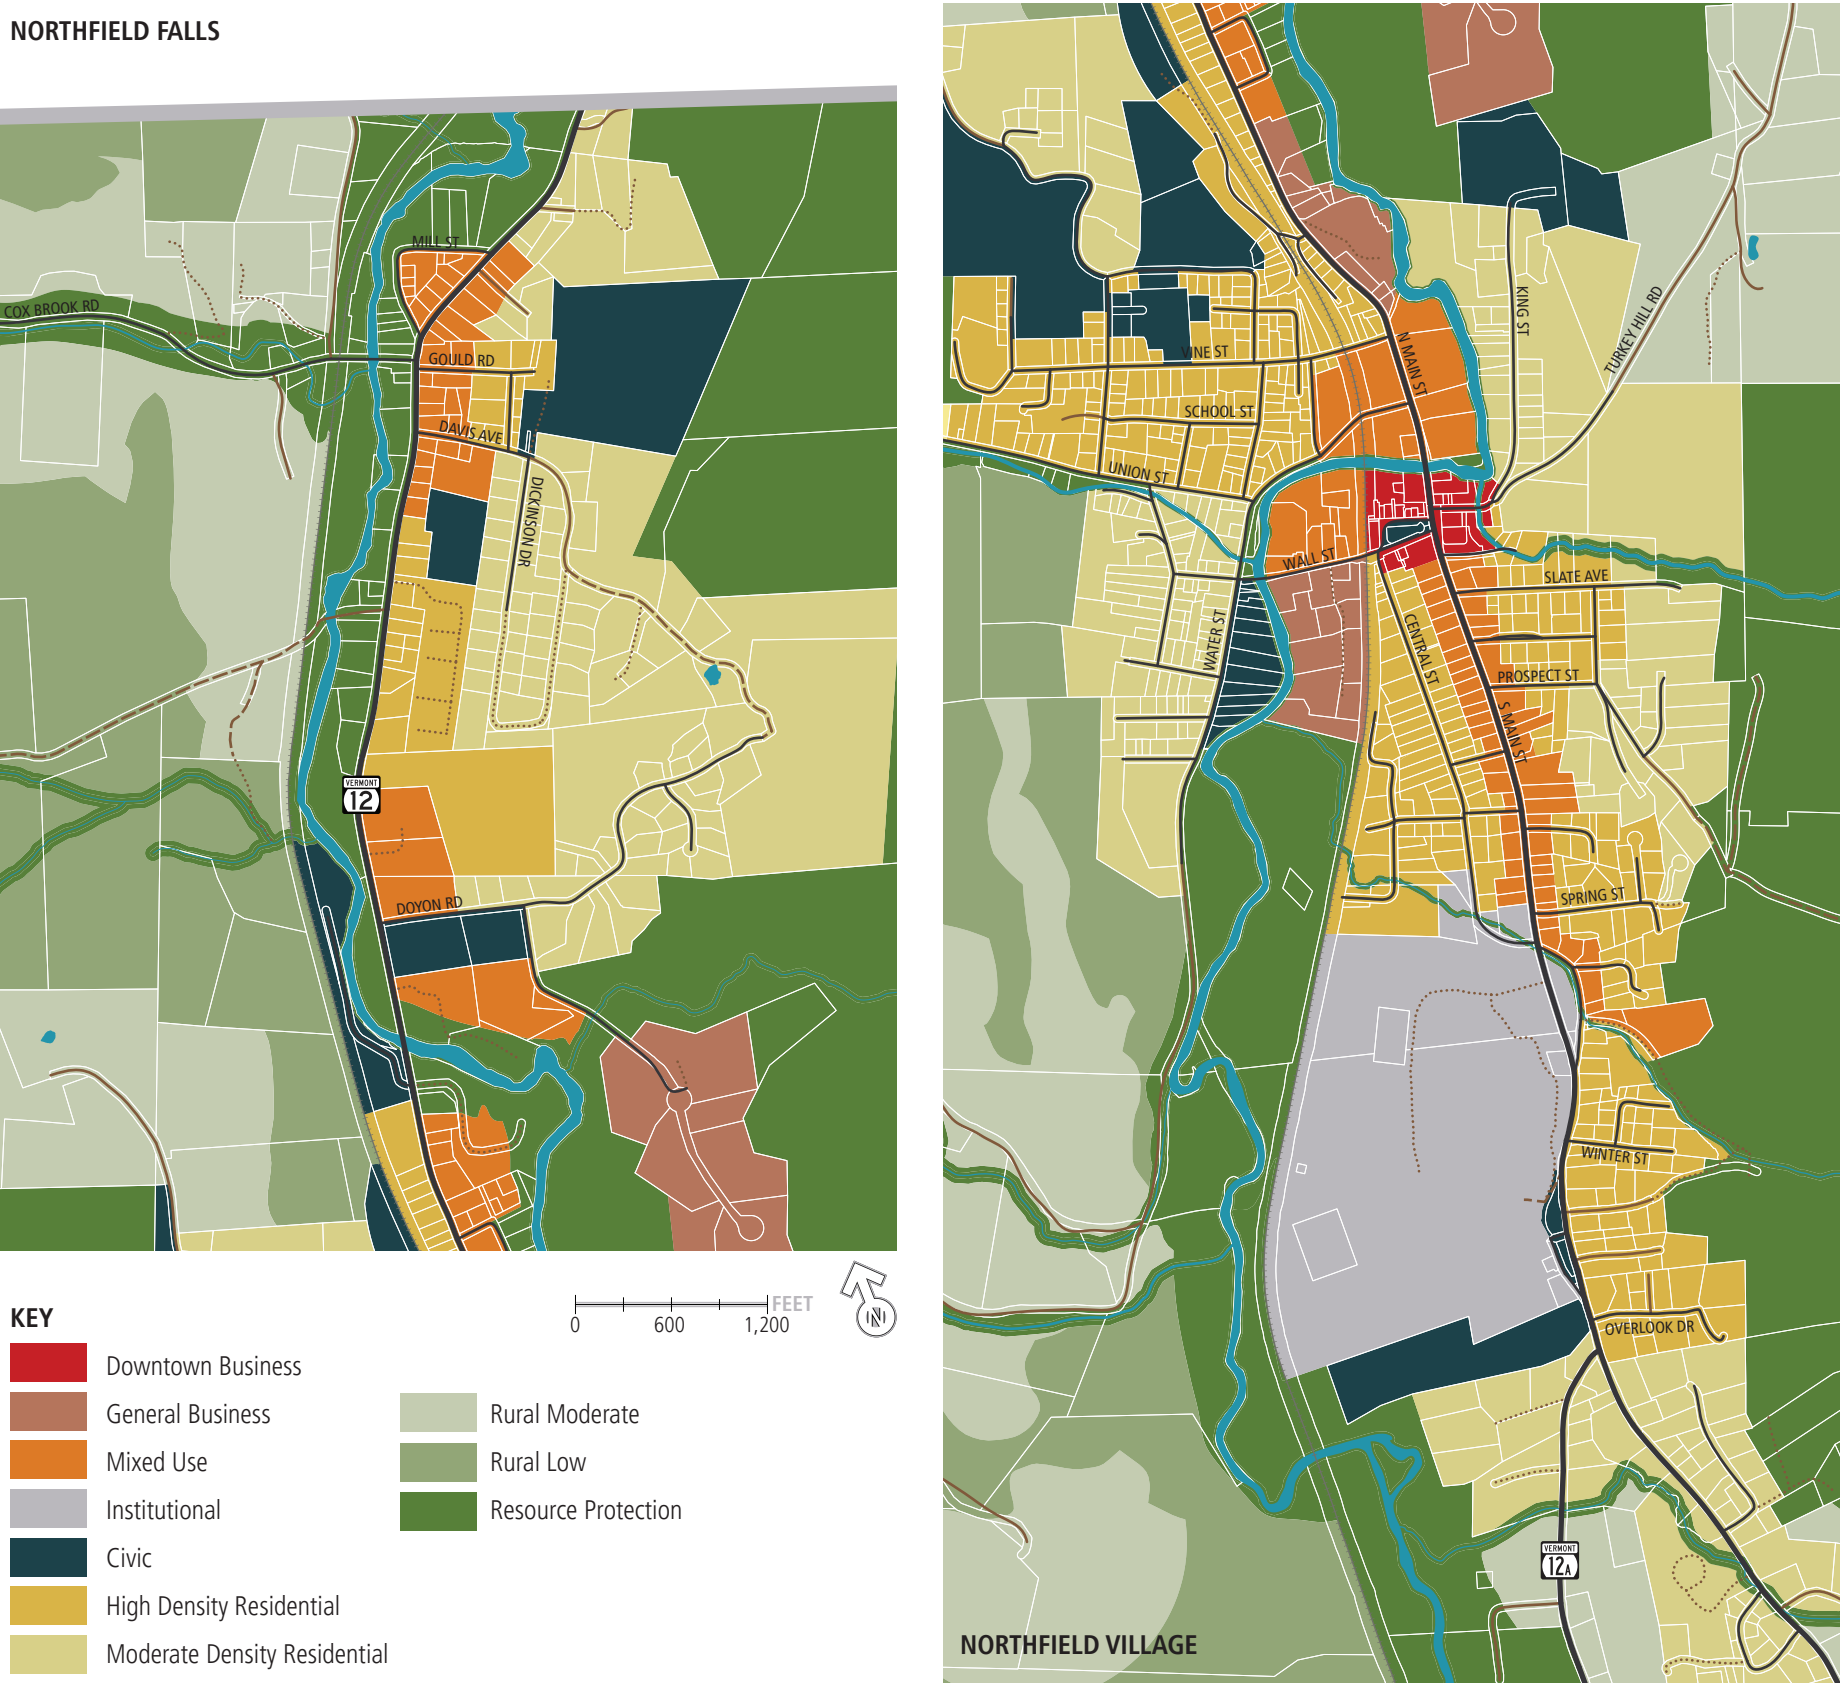 NORTHFIELD FALLS
MILL ST
COX BROOK RD
GOULD RD
DAVIS AVE
DICKINSON DR
VERMONT
12
DOYON RD
KEY
FEET
0 600 1,200
N
Downtown Business
General Business
Mixed Use
Institutional
Civic
High Density Residential
Moderate Density Residential
Rural Moderate
Rural Low
Resource Protection
KING ST
TURKEY HILL RD
N MAIN ST
VINE ST
SCHOOL ST
UNION ST
WALL ST
SLATE AVE
WATER ST
CENTRAL ST
PROSPECT ST
S MAIN ST
SPRING ST
WINTER ST
OVERLOOK DR
VERMONT
12A
NORTHFIELD VILLAGE